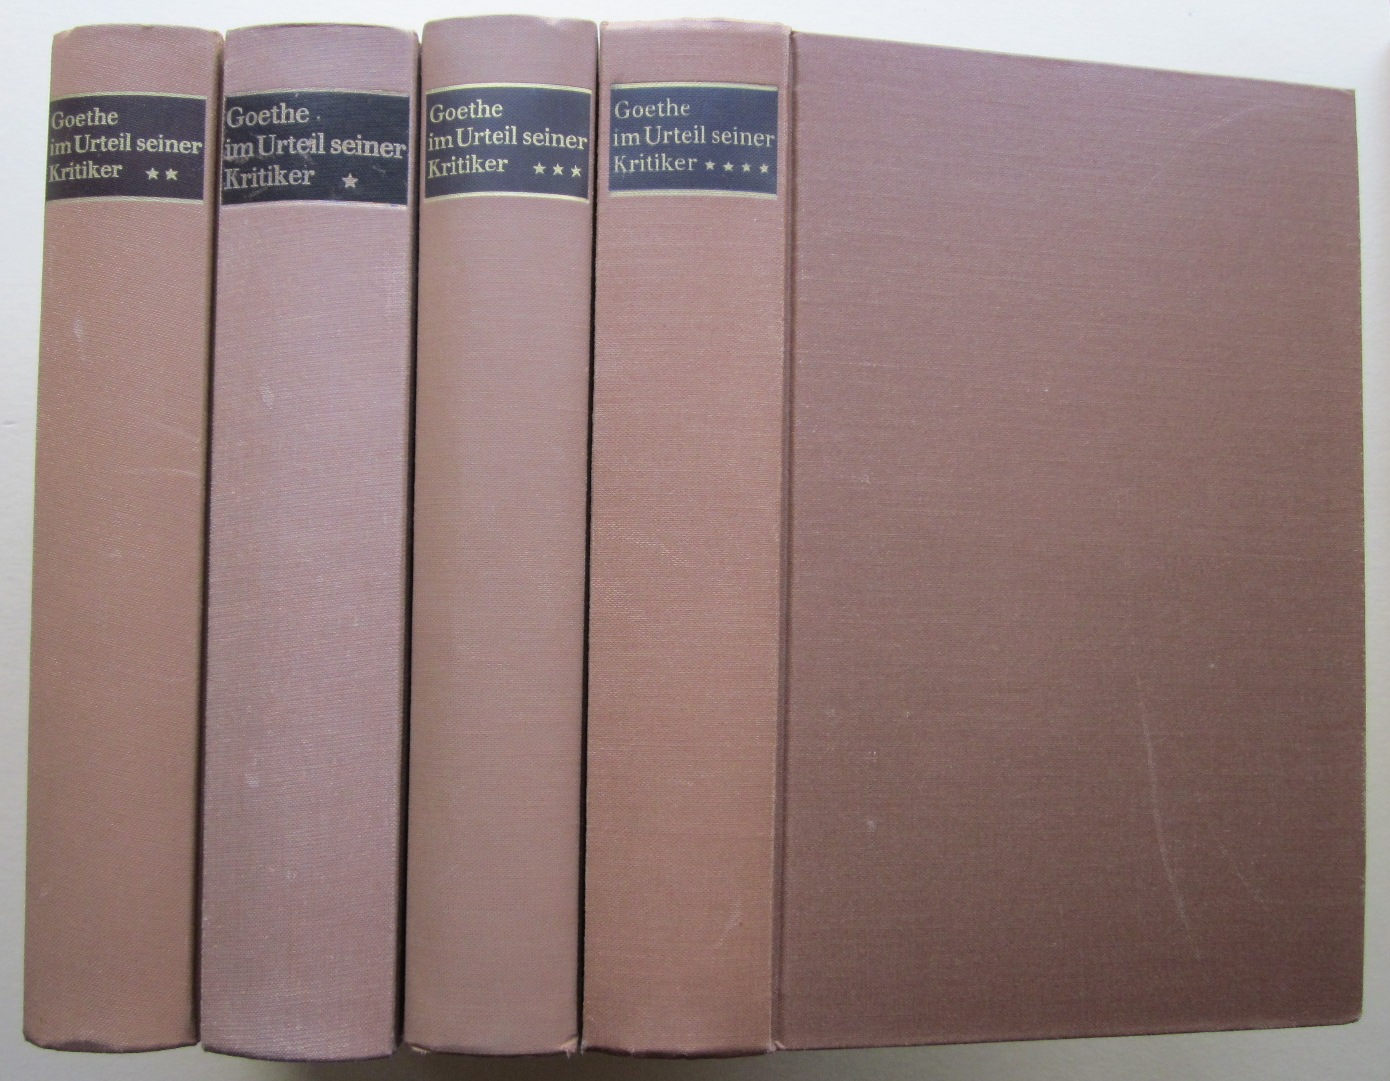 Goethe
im Urteil seiner
Kritiker ★★
Goethe
im Urteil seiner
Kritiker ★
Goethe
im Urteil seiner
Kritiker ★★★
Goethe
im Urteil seiner
Kritiker ★★★★